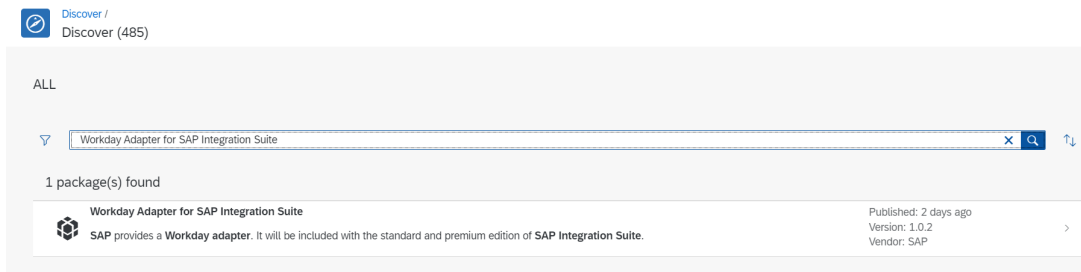 Discover /
Discover (485)
ALL
Workday Adapter for SAP Integration Suite
1 package(s) found
Workday Adapter for SAP Integration Suite
SAP provides a Workday adapter. It will be included with the standard and premium edition of SAP Integration Suite.
Published: 2 days ago
Version: 1.0.2
Vendor: SAP